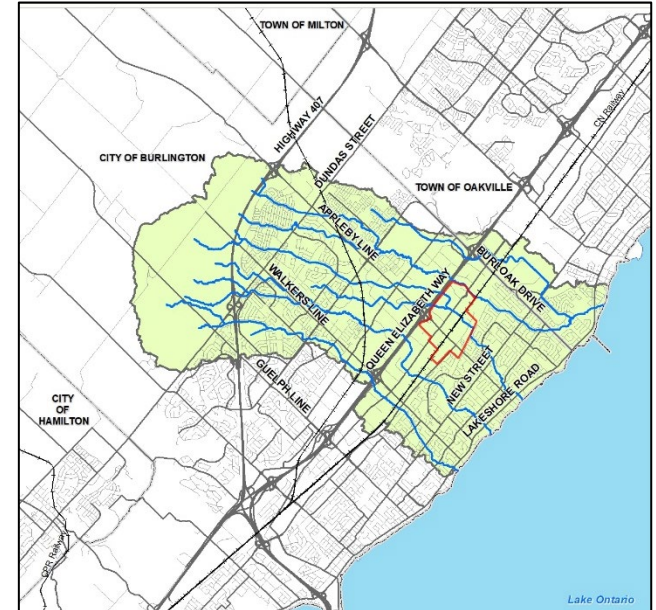 TOWN OF MILTON
CN Railway
HIGHWAY 407
DUNDAS STREET
CITY OF BURLINGTON
TOWN OF OAKVILLE
APPLEBY LINE
BURLOAK DRIVE
WALKERS LINE
QUEEN ELIZABETH WAY
GUELPH LINE
NEW STREET
LAKESHORE ROAD
CITY
OF
HAMILTON
CPR Railway
Lake Ontario